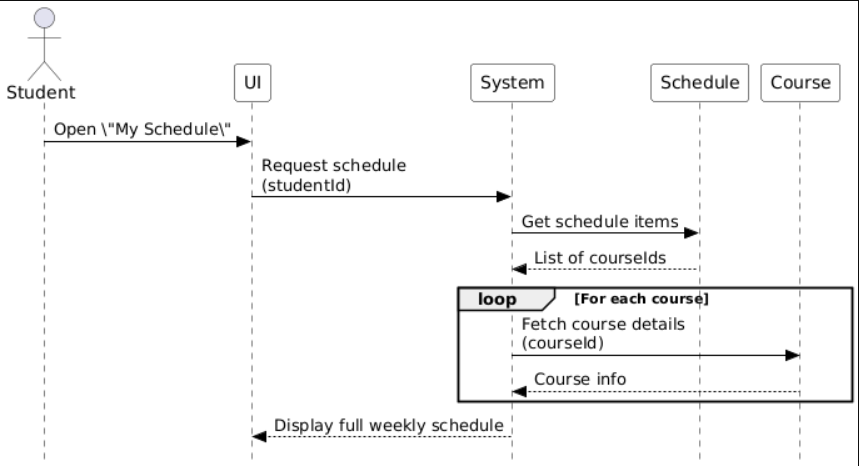 Student
UI
System
Schedule
Course
Open \"My Schedule\"
Request schedule
(studentId)
Get schedule items
List of courseIds
loop
[For each course]
Fetch course details
(courseId)
Course info
Display full weekly schedule